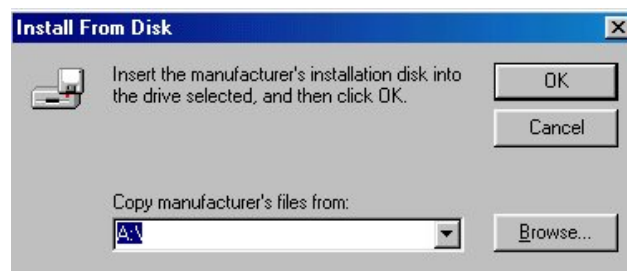 Install From Disk
Insert the manufacturer's installation disk into
the drive selected, and then click OK.
OK
Cancel
Copy manufacturer's files from:
A:\
Browse...